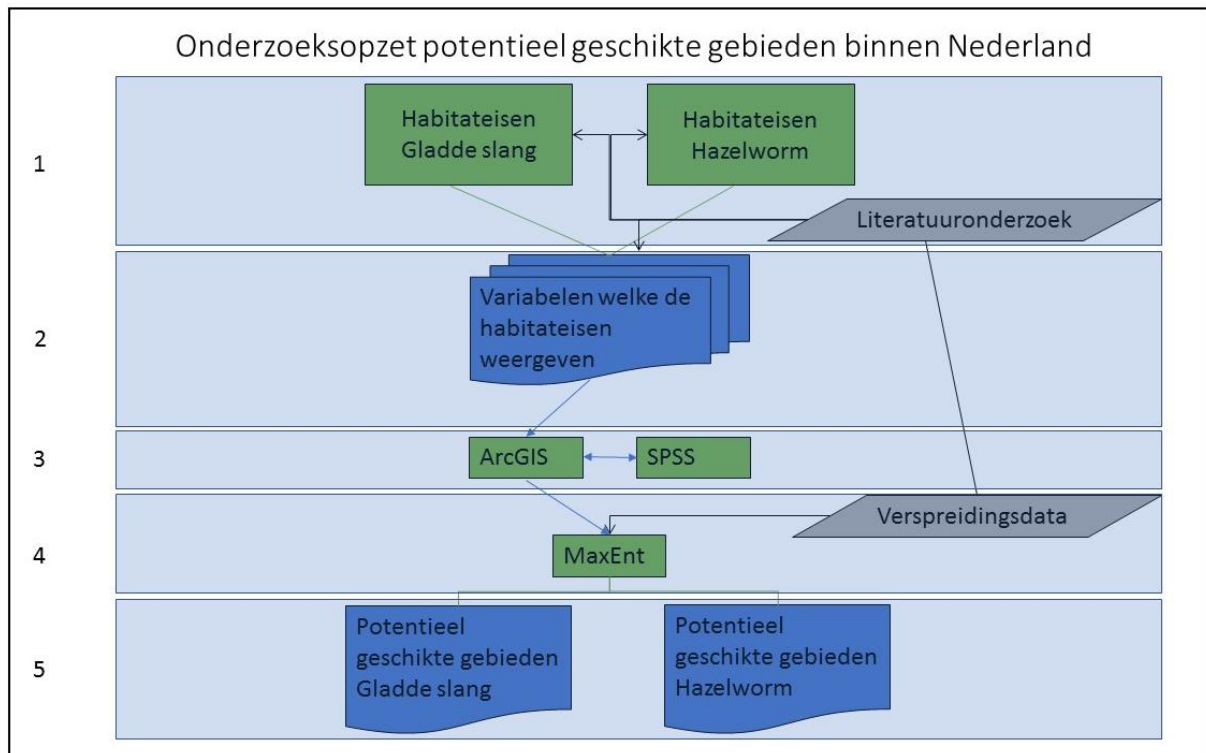 Onderzoeksopzet potentieel geschikte gebieden binnen Nederland
1
Habitateisen
Gladde slang
Habitateisen
Hazelworm
Literatuuronderzoek
2
Variabelen welke de
habitateisen
weergeven
3
ArcGIS
SPSS
Verspreidingsdata
4
MaxEnt
5
Potentieel
geschikte gebieden
Gladde slang
Potentieel
geschikte gebieden
Hazelworm